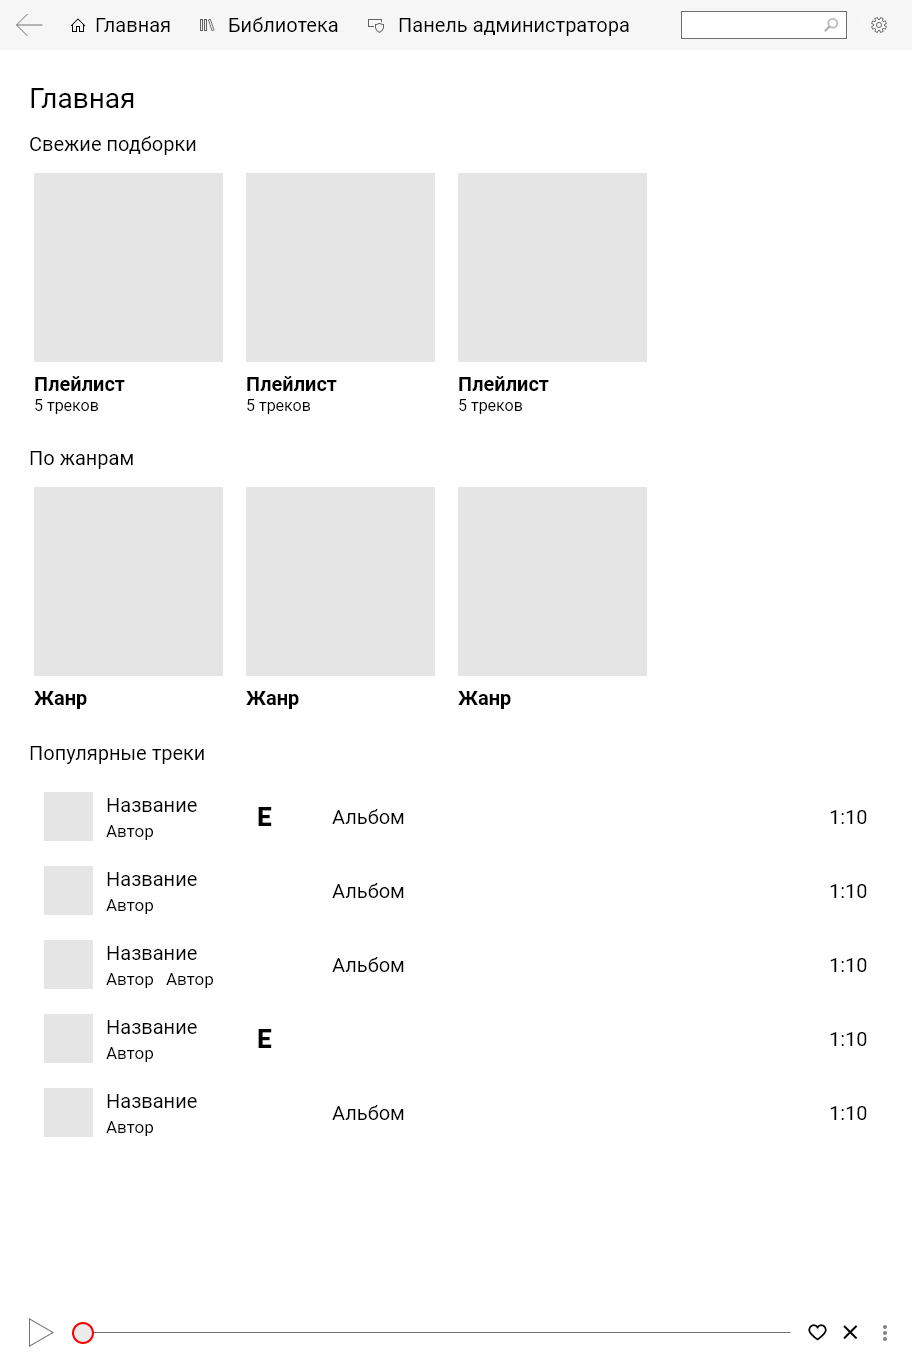 Главная Библиотека Панель администратора
Главная
Свежие подборки
Плейлист Плейлист Плейлист
5 треков 5 треков 5 треков
По жанрам
Жанр Жанр Жанр
Популярные треки
Название
Автор
E Альбом 1:10
Название
Автор
Альбом 1:10
Название
Автор Автор
Альбом 1:10
Название
Автор
E 1:10
Название
Автор
Альбом 1:10